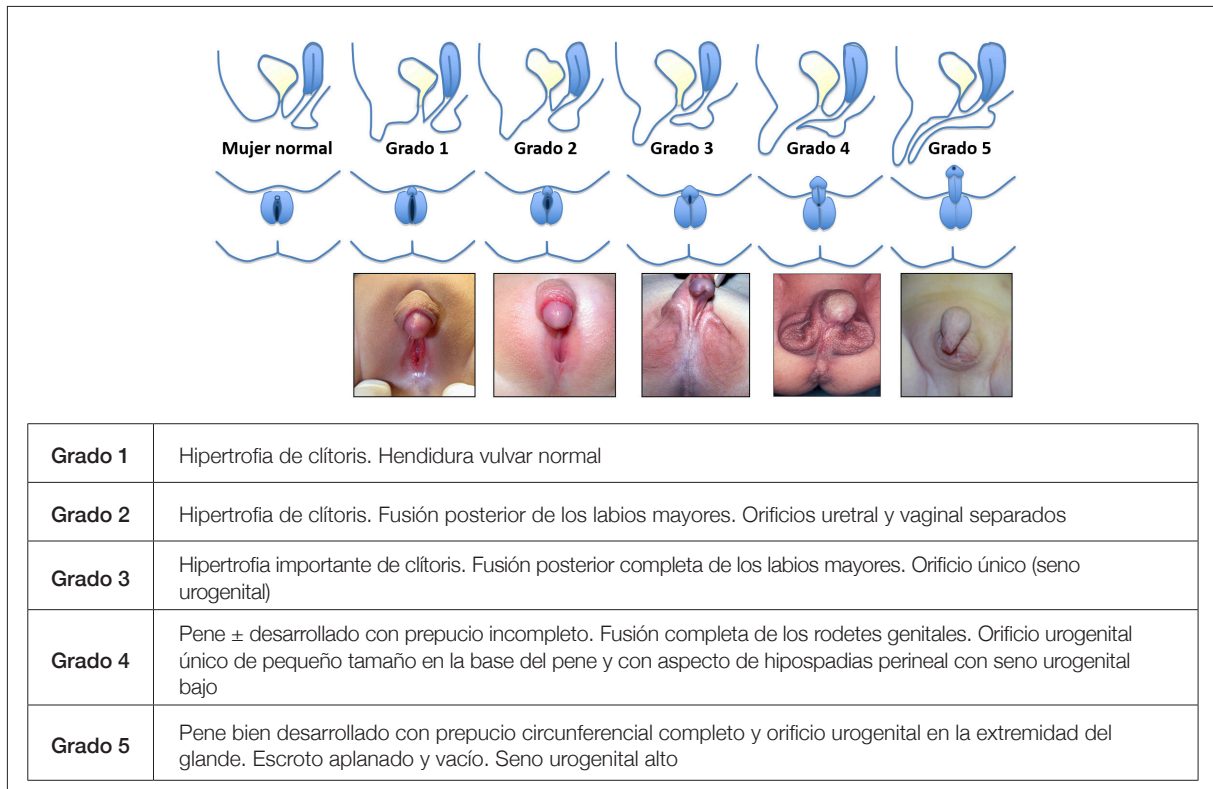 Mujer normal Grado 1 Grado 2 Grado 3 Grado 4 Grado 5
Grado 1 Hipertrofia de clítoris. Hendidura vulvar normal
Grado 2 Hipertrofia de clítoris. Fusión posterior de los labios mayores. Orificios uretral y vaginal separados
Grado 3 Hipertrofia importante de clítoris. Fusión posterior completa de los labios mayores. Orificio único (seno
urogenital)
Grado 4 Pene ± desarrollado con prepucio incompleto. Fusión completa de los rodetes genitales. Orificio urogenital
único de pequeño tamaño en la base del pene y con aspecto de hipospadias perineal con seno urogenital
bajo
Grado 5 Pene bien desarrollado con prepucio circunferencial completo y orificio urogenital en la extremidad del
glande. Escroto aplanado y vacío. Seno urogenital alto